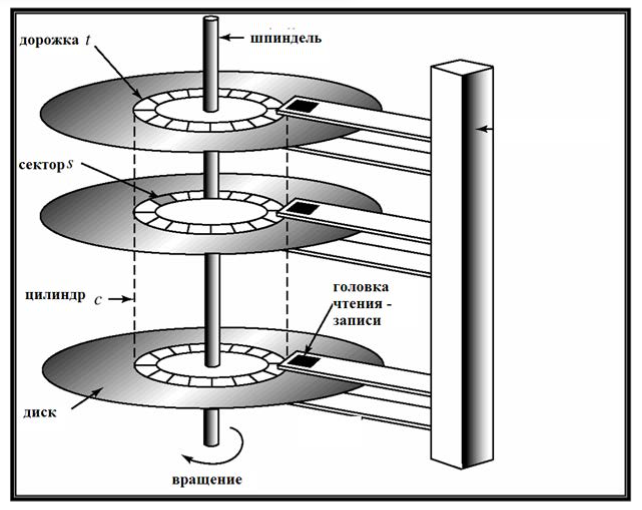 шпиндель
дорожка t
сектор s
цилиндр c
головка
чтения -
записи
диск
вращение